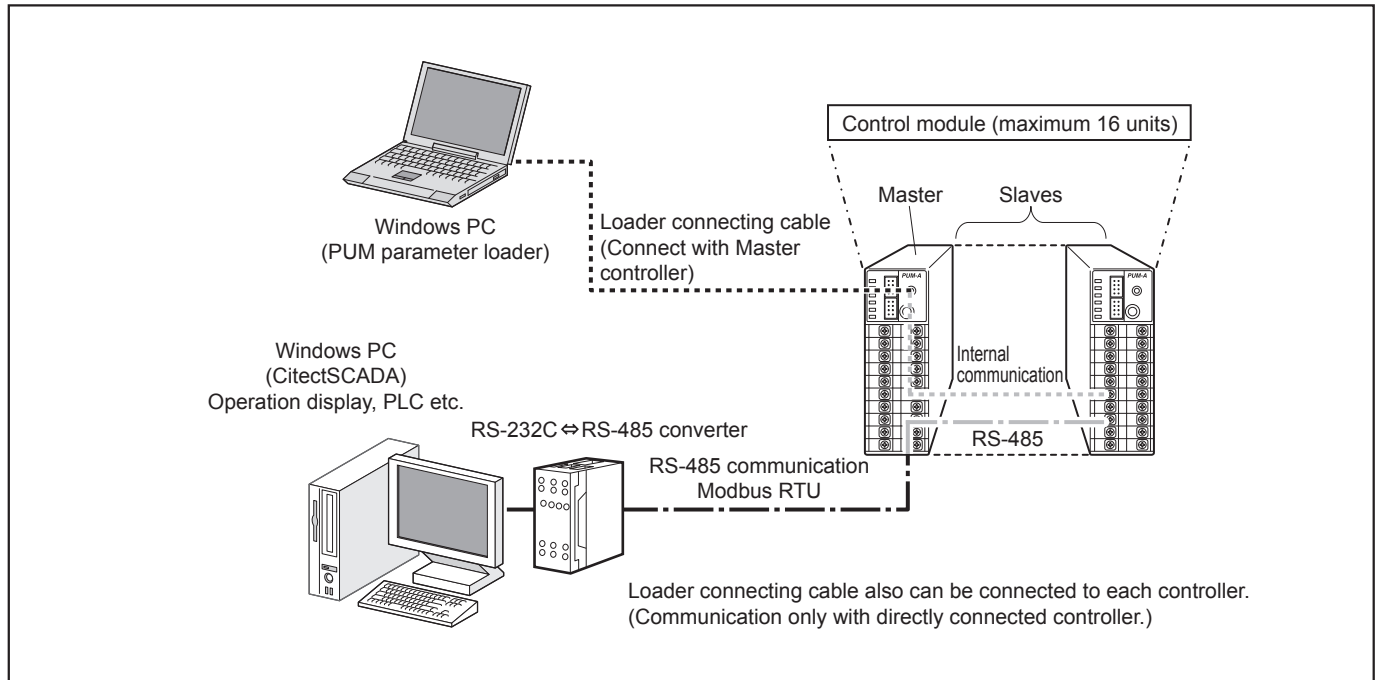 Control module (maximum 16 units)
Master
Slaves
PUM-A
PUM-A
Windows PC
(PUM parameter loader)
Loader connecting cable
(Connect with Master
controller)
Internal
communication
RS-485
Windows PC
(CitectSCADA)
Operation display, PLC etc.
RS-232C⇔RS-485 converter
RS-485 communication
Modbus RTU
Loader connecting cable also can be connected to each controller.
(Communication only with directly connected controller.)